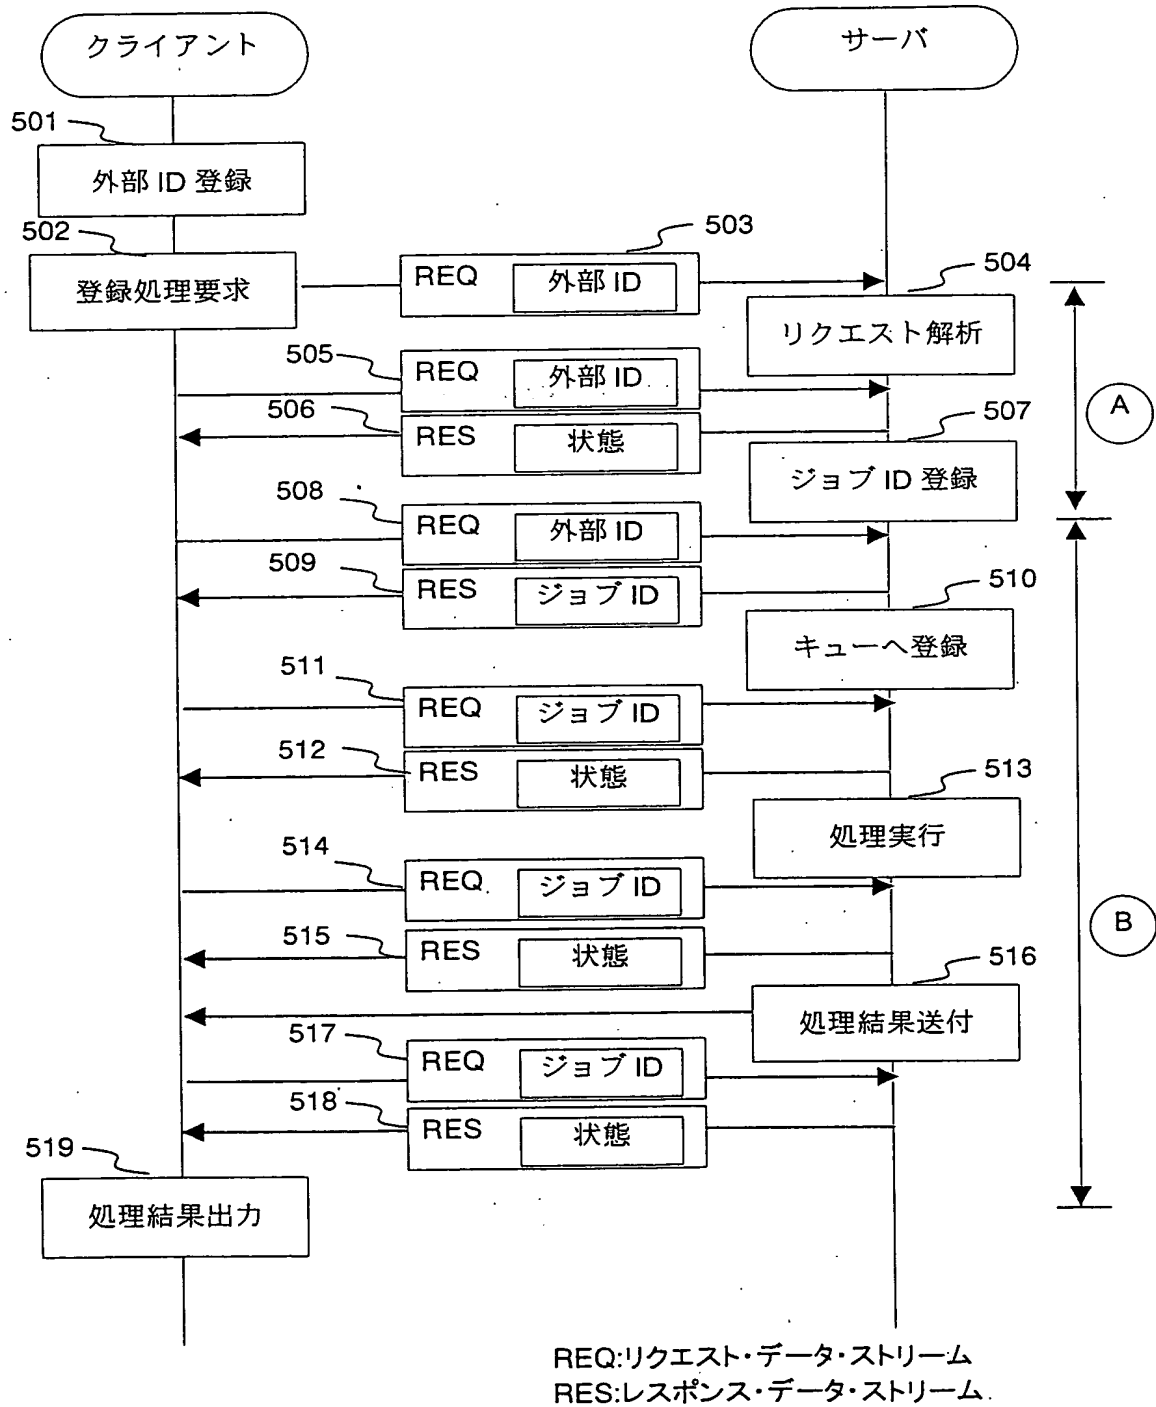 クライアント
サーバ
501
外部 ID 登録
502
登録処理要求
503
REQ 外部 ID
504
リクエスト解析
505
REQ 外部 ID
A
506
RES 状態
507
ジョブ ID 登録
508
REQ 外部 ID
509
RES ジョブ ID
510
キューへ登録
511
REQ ジョブ ID
512
RES 状態
513
処理実行
514
REQ ジョブ ID
B
515
RES 状態
516
処理結果送付
517
REQ ジョブ ID
518
RES 状態
519
処理結果出力
REQ:リクエスト・データ・ストリーム
RES:レスポンス・データ・ストリーム